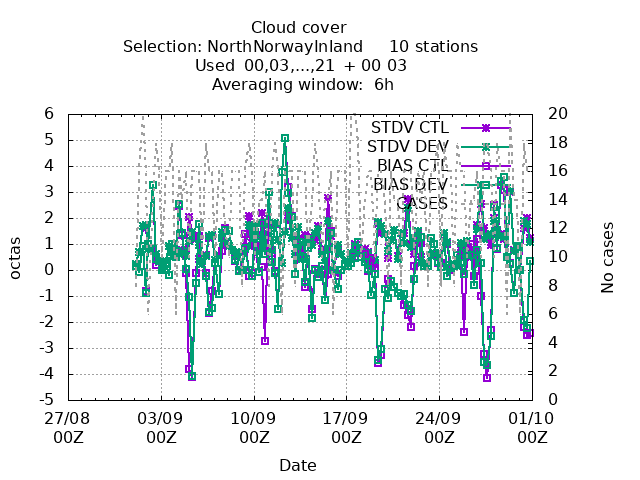 Cloud cover
Selection: NorthNorwayInland 10 stations
Used 00,03,...,21 + 00 03
Averaging window: 6h
6 20
5 18
4 16
3 14
2 12
1 10
0 8
-1 6
-2 4
-3 2
-4 0
-5
STDV CTL
STDV DEV
BIAS CTL
BIAS DEV
CASES
octas
No cases
27/08 03/09 10/09 17/09 24/09 01/10
00Z 00Z 00Z 00Z 00Z 00Z
Date